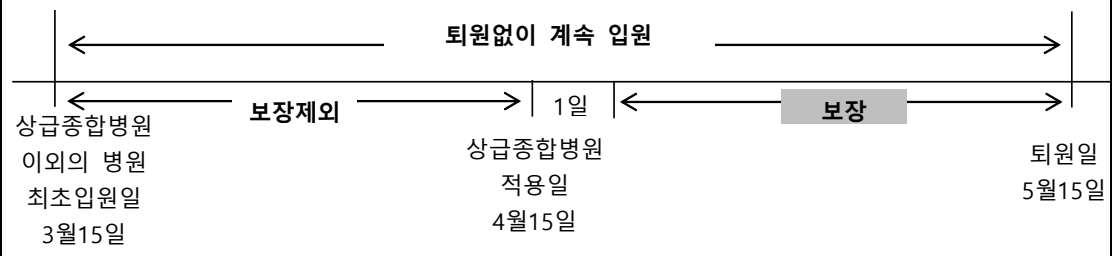 퇴원없이 계속 입원
보장제외
1일
보장
상급종합병원
이외의 병원
최초입원일
3월15일
상급종합병원
적용일
4월15일
퇴원일
5월15일